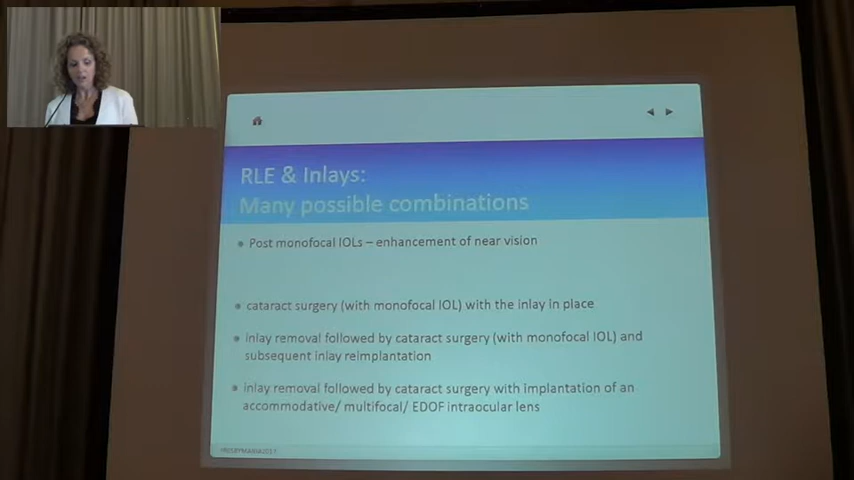 RLE & Inlays:
Many possible combinations
Post monofocal IOLs – enhancement of near vision
cataract surgery (with monofocal IOL) with the inlay in place
inlay removal followed by cataract surgery (with monofocal IOL) and
subsequent inlay reimplantation
inlay removal followed by cataract surgery with implantation of an
accommodative/ multifocal/ EDOF intraocular lens